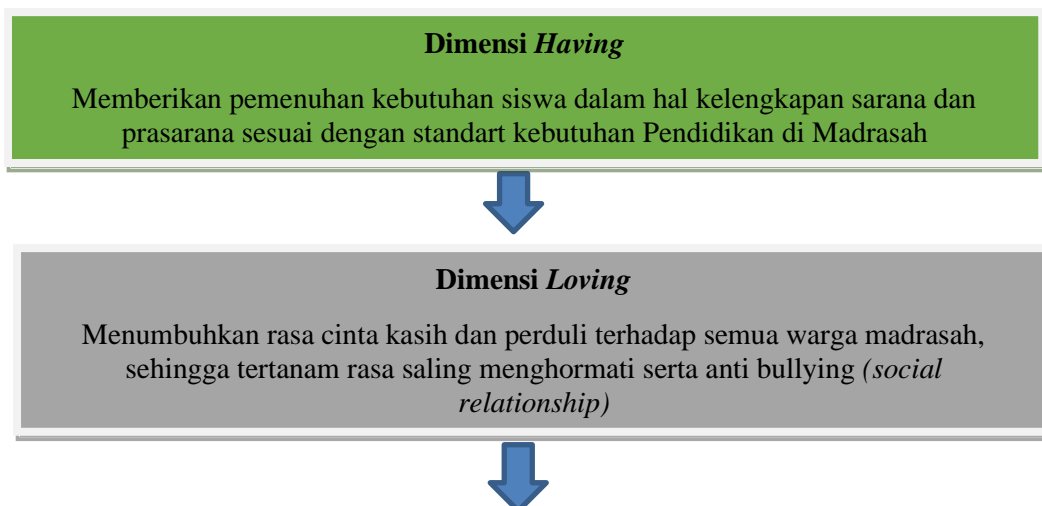 Dimensi Having
Memberikan pemenuhan kebutuhan siswa dalam hal kelengkapan sarana dan
prasarana sesuai dengan standart kebutuhan Pendidikan di Madrasah
Dimensi Loving
Menumbuhkan rasa cinta kasih dan perduli terhadap semua warga madrasah,
sehingga tertanam rasa saling menghormati serta anti bullying (social
relationship)